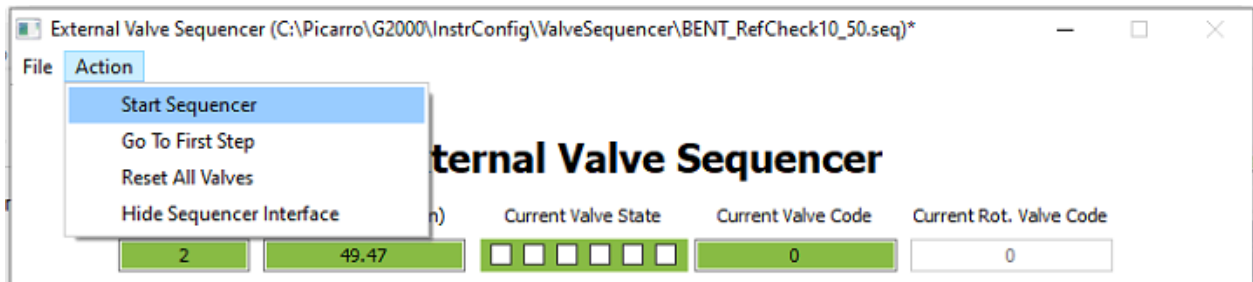 External Valve Sequencer (C:\Picarro\G2000\InstrConfig\ValveSequencer\BENT_RefCheck10_50.seq)*
File Action
Start Sequencer
Go To First Step
Reset All Valves
Hide Sequencer Interface
ternal Valve Sequencer
n) Current Valve State Current Valve Code Current Rot. Valve Code
2 49.47 0 0